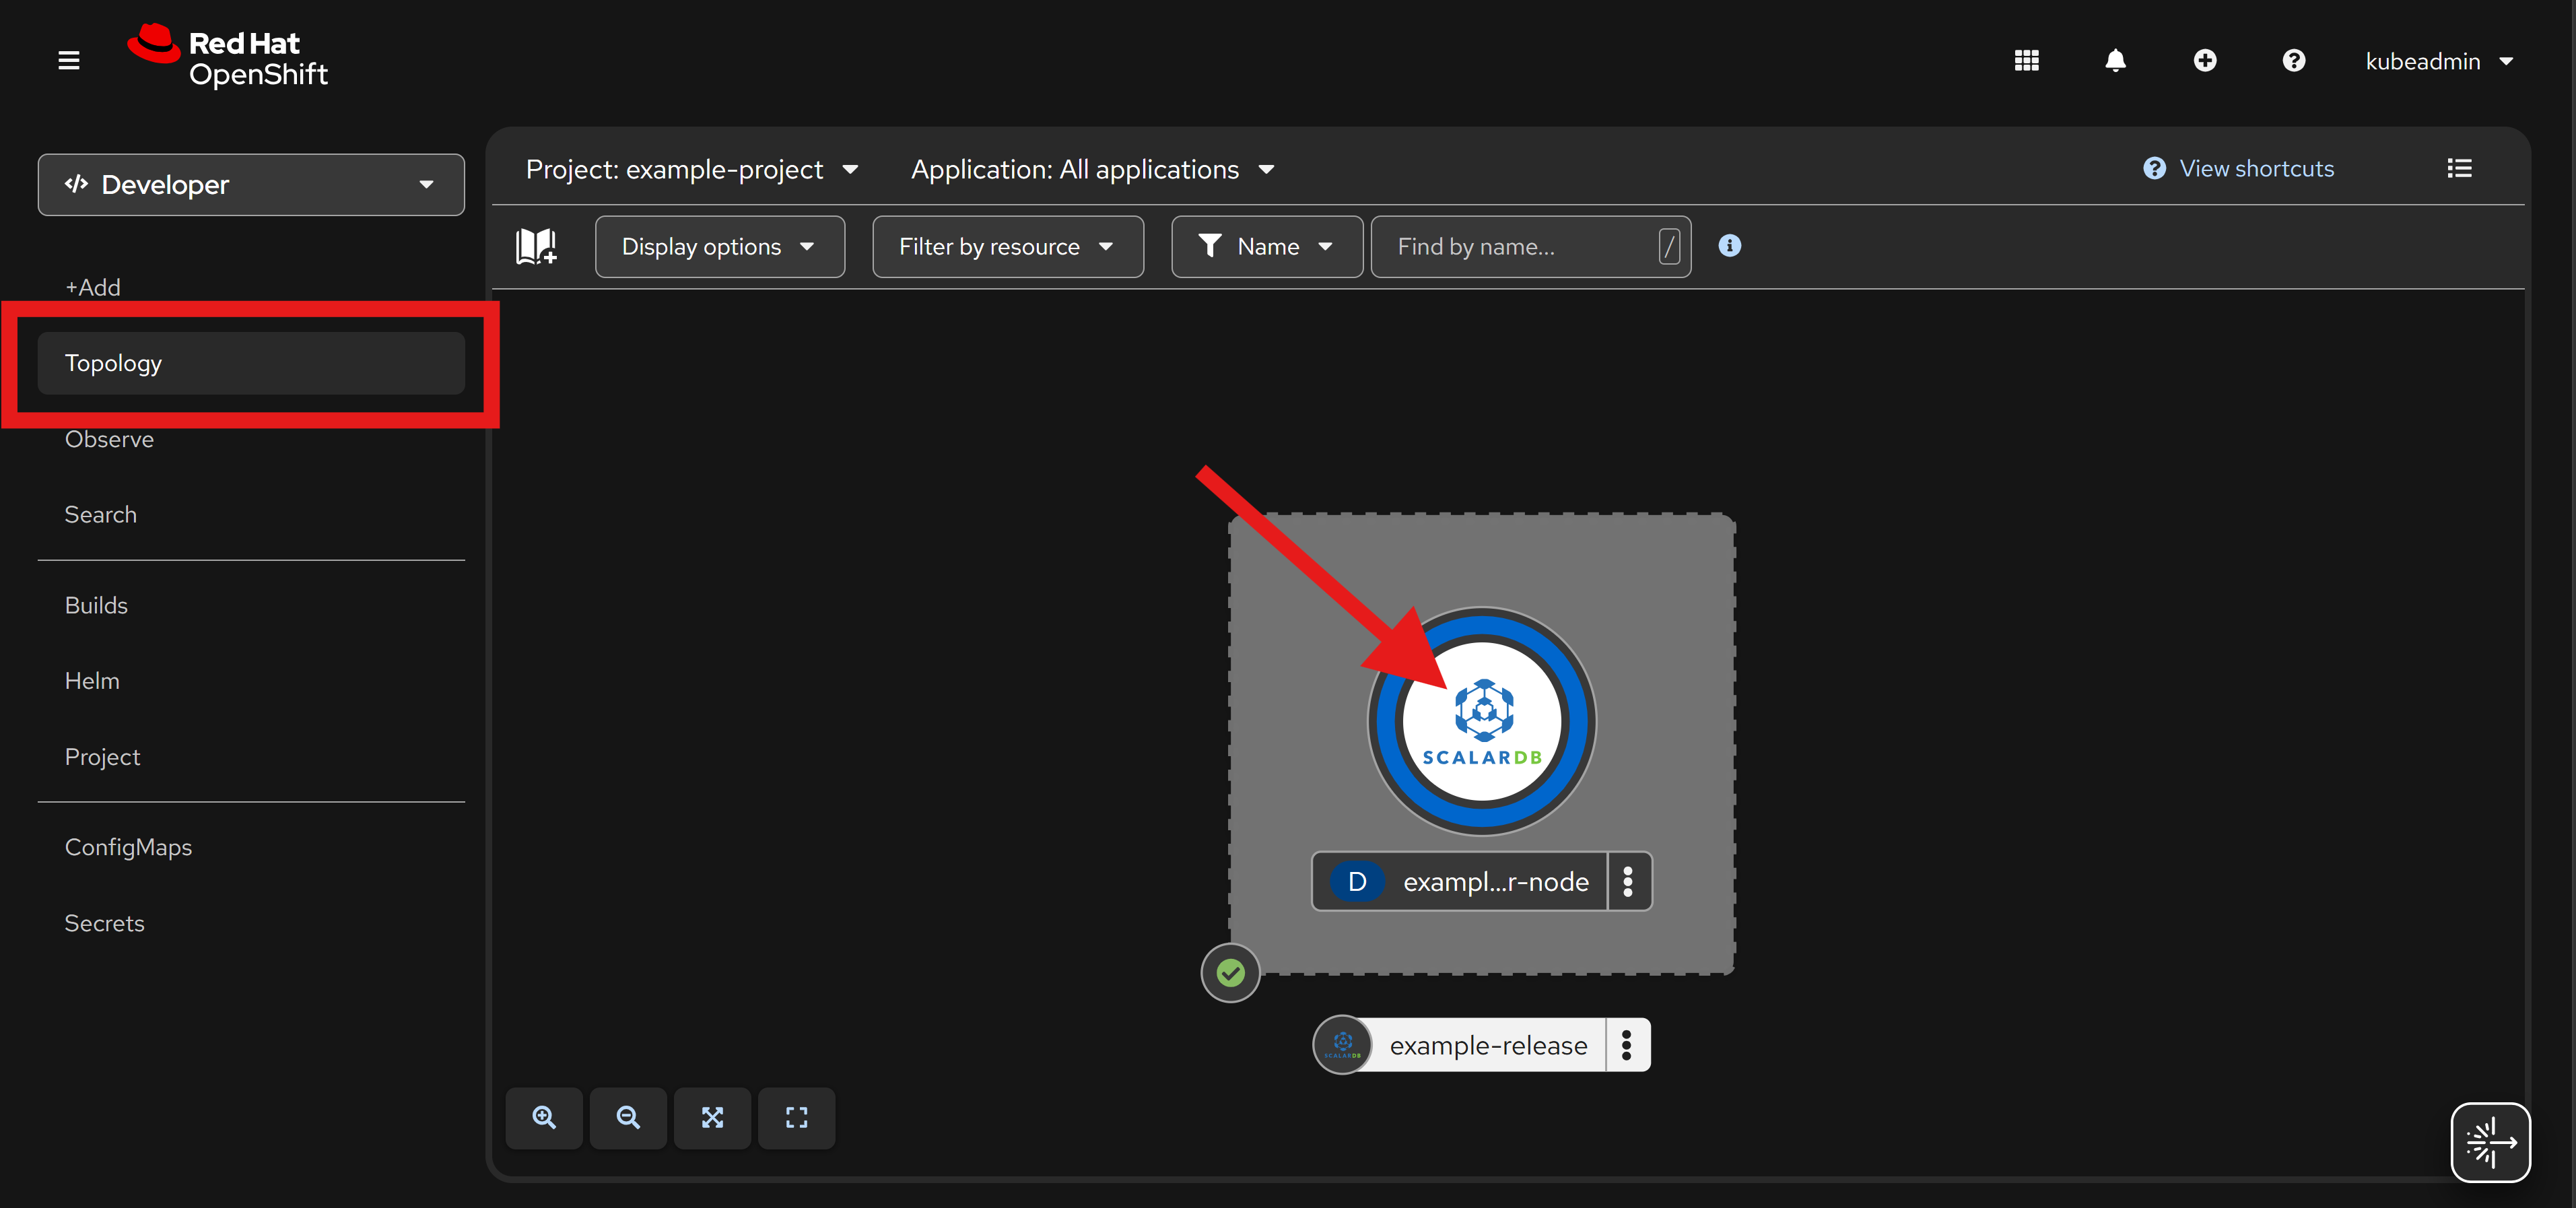 Red Hat
OpenShift
kubeadmin
Developer
+Add
Topology
Observe
Search
Builds
Helm
Project
ConfigMaps
Secrets
Project: example-project
Application: All applications
View shortcuts
Display options
Filter by resource
Name
Find by name...
/
SCALARDB
D
exampl...r-node
SCALARDB
example-release